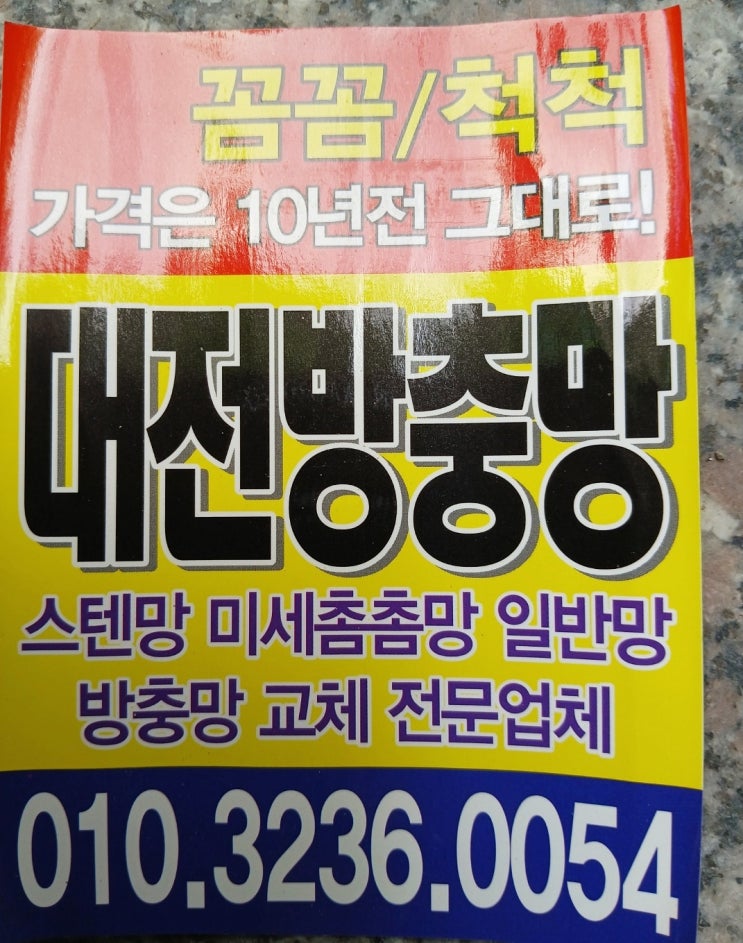 꼼꼼/척척
가격은 10년전 그대로!
대전방충망
스텐망 미세촘촘망 일반망
방충망 교체 전문업체
010.3236.0054